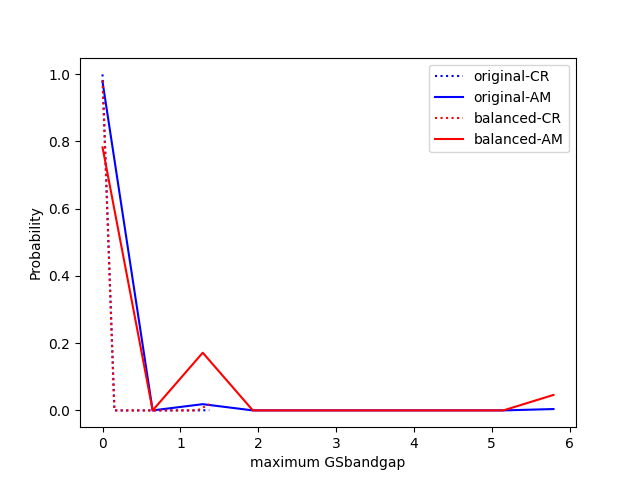 1.0
0.8
0.6
0.4
0.2
0.0
Probability
0 1 2 3 4 5 6
maximum GSbandgap
original-CR
original-AM
balanced-CR
balanced-AM